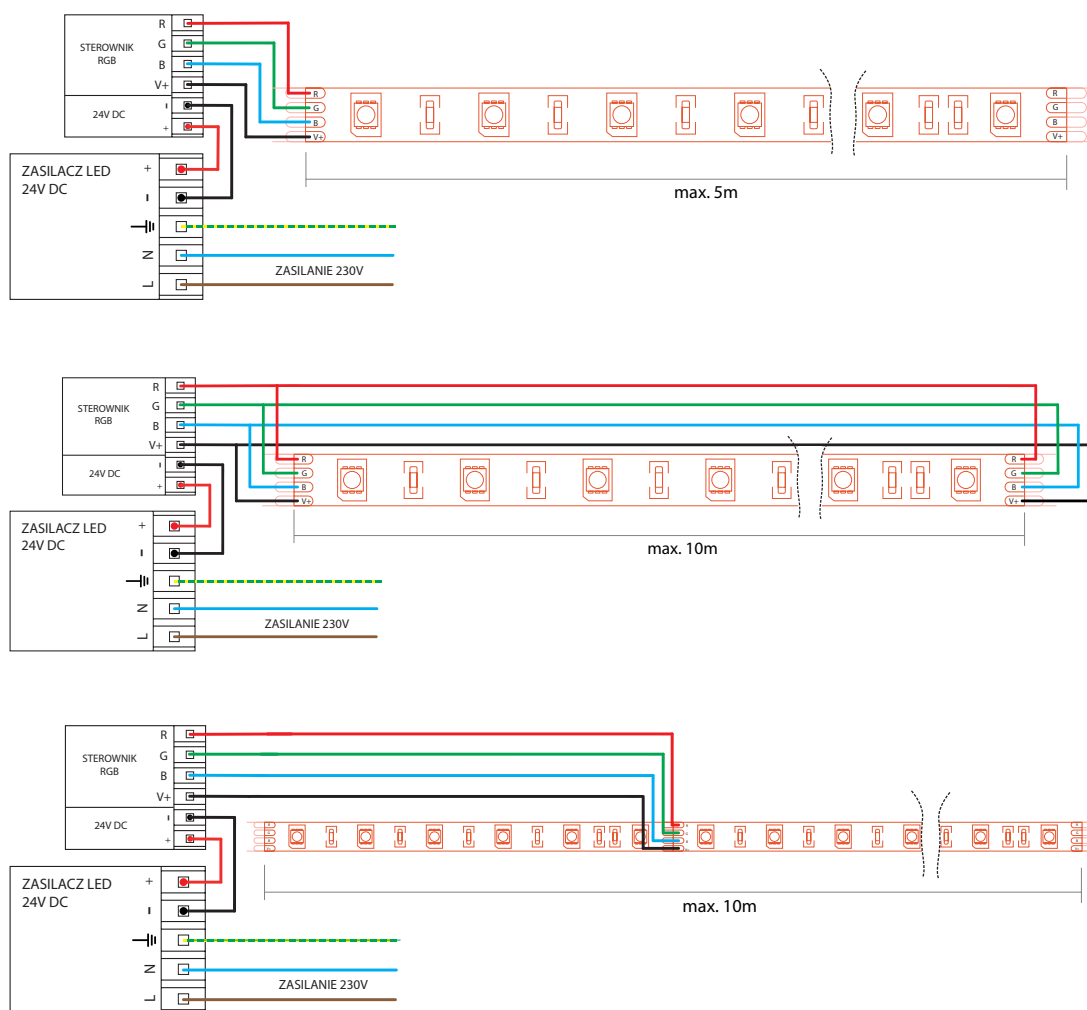 R
STEROWNIK
RGB
G
B
V+
24V DC
-
+
R
G
B
V+
R
G
B
V+
ZASILACZ LED
24V DC
+
-
N
L
ZASILANIE 230V
max. 5m
R
STEROWNIK
RGB
G
B
V+
24V DC
-
+
R
G
B
V+
R
G
B
V+
ZASILACZ LED
24V DC
+
-
N
L
ZASILANIE 230V
max. 10m
R
STEROWNIK
RGB
G
B
V+
24V DC
-
+
ZASILACZ LED
24V DC
+
-
N
L
ZASILANIE 230V
max. 10m